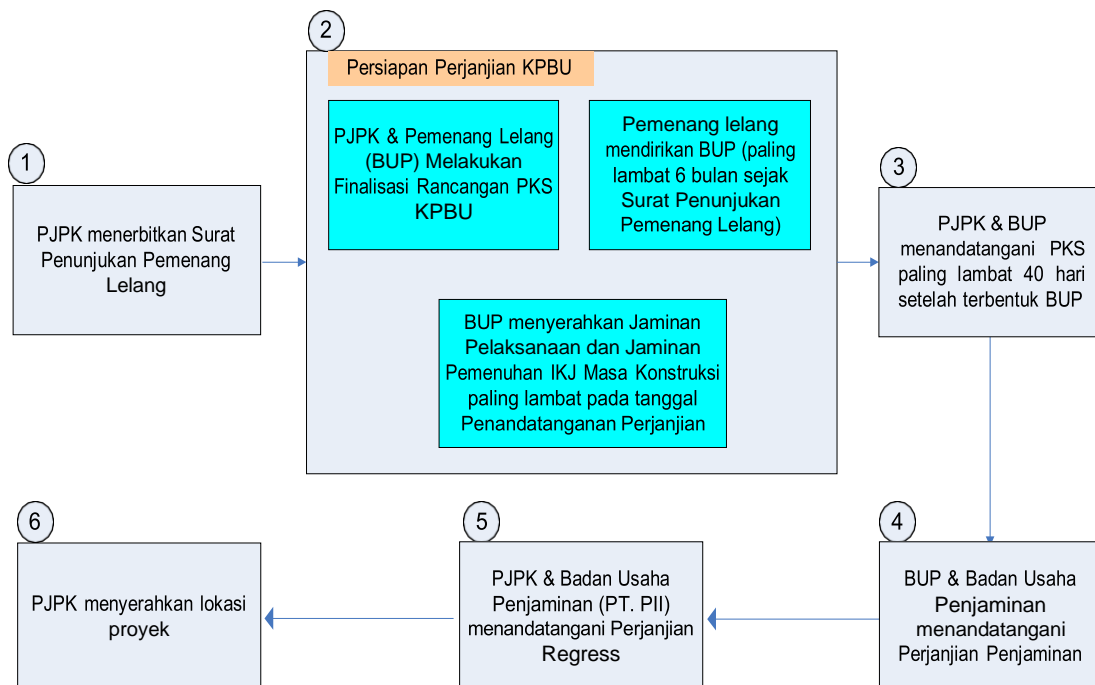 1
PJPK menerbitkan Surat
Penunjukan Pemenang
Lelang
2
Persiapan Perjanjian KPBU
PJPK & Pemenang Lelang
(BUP) Melakukan
Finalisasi Rancangan PKS
KPBU
Pemenang lelang
mendirikan BUP (paling
lambat 6 bulan sejak
Surat Penunjukan
Pemenang Lelang)
BUP menyerahkan Jaminan
Pelaksanaan dan Jaminan
Pemenuhan IKJ Masa Konstruksi
paling lambat pada tanggal
Penandatanganan Perjanjian
3
PJPK & BUP
menandatangani PKS
paling lambat 40 hari
setelah terbentuk BUP
4
BUP & Badan Usaha
Penjaminan
menandatangani
Perjanjian Penjaminan
5
PJPK & Badan Usaha
Penjaminan (PT. PII)
menandatangani Perjanjian
Regress
6
PJPK menyerahkan lokasi
proyek